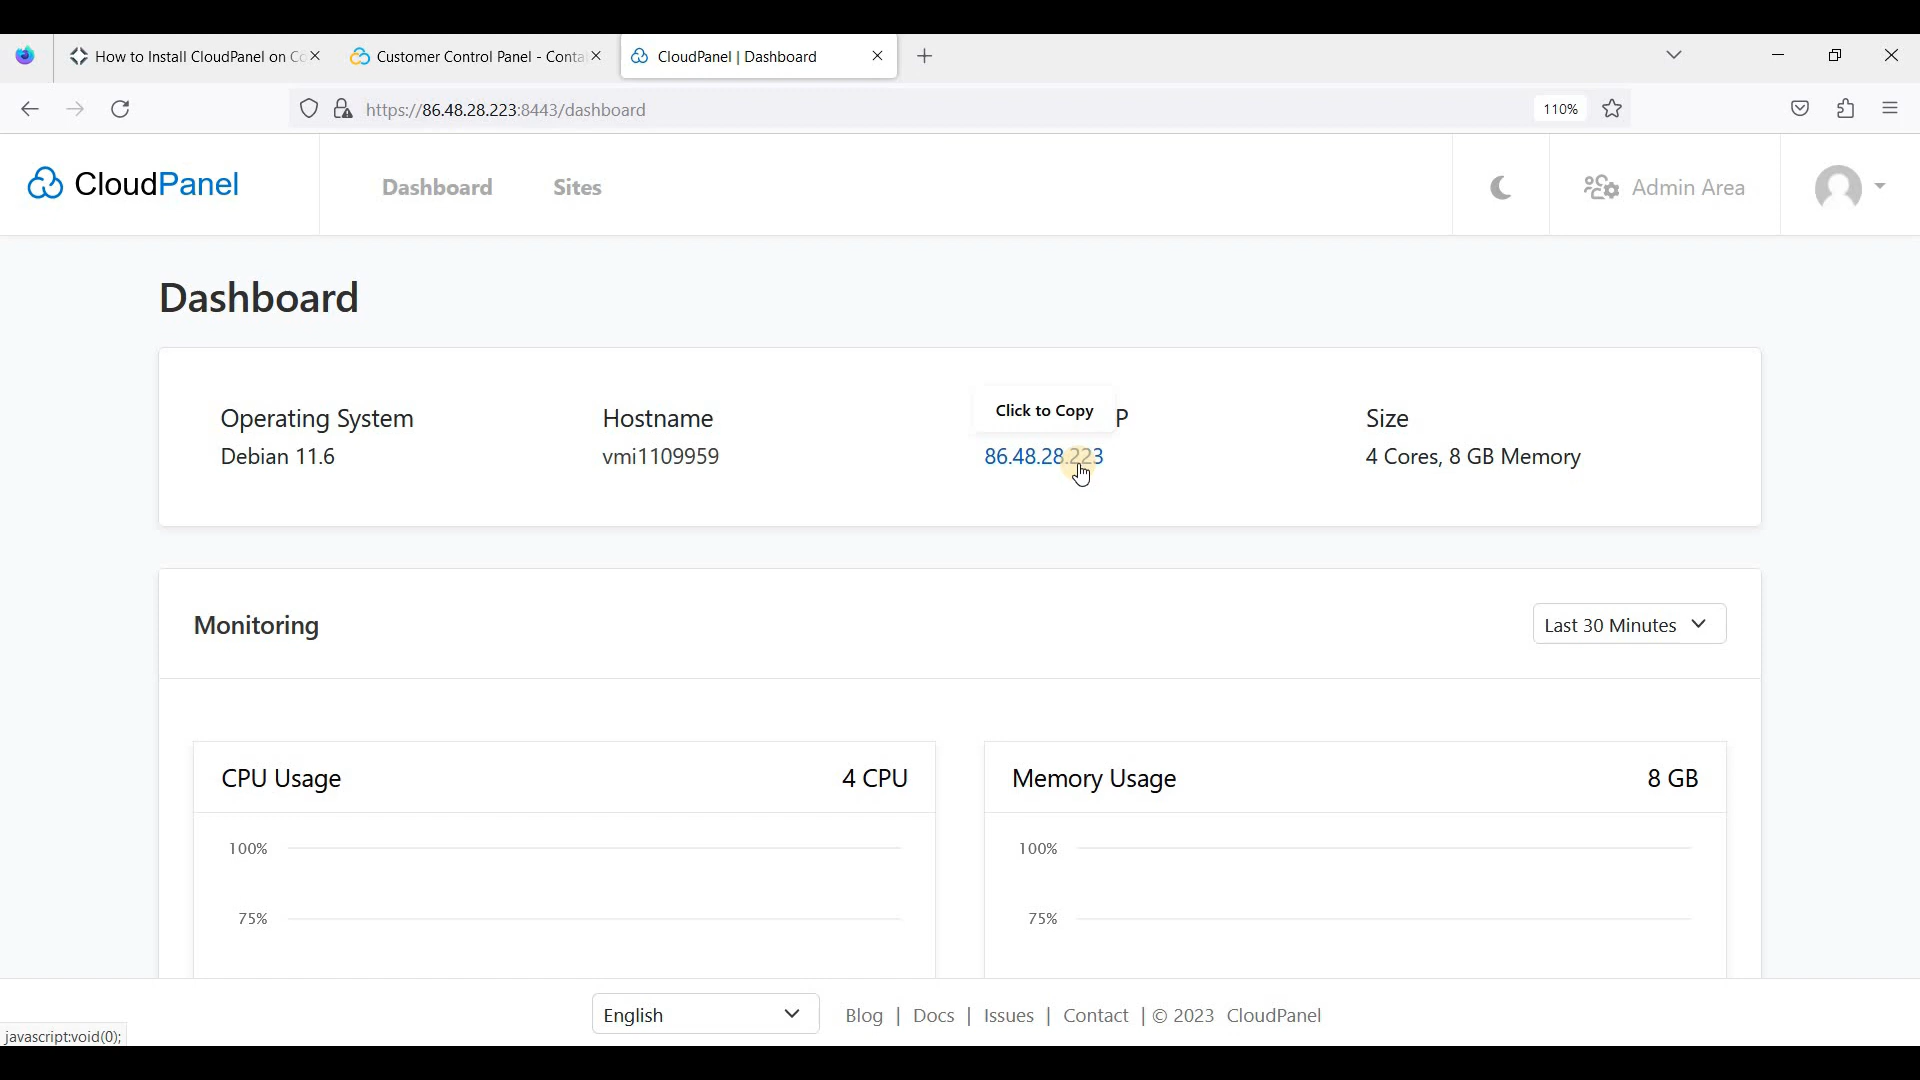 How to Install CloudPanel on Co
Customer Control Panel - Conta
CloudPanel | Dashboard
https://86.48.28.223:8443/dashboard
110%
CloudPanel
Dashboard
Sites
Admin Area
Dashboard
Operating System
Hostname
Click to Copy
P
Size
Debian 11.6
vmi1109959
86.48.28.223
4 Cores, 8 GB Memory
Monitoring
Last 30 Minutes
CPU Usage
4 CPU
Memory Usage
8 GB
100%
100%
75%
75%
English
Blog | Docs | Issues | Contact | © 2023 CloudPanel
javascript:void(0);